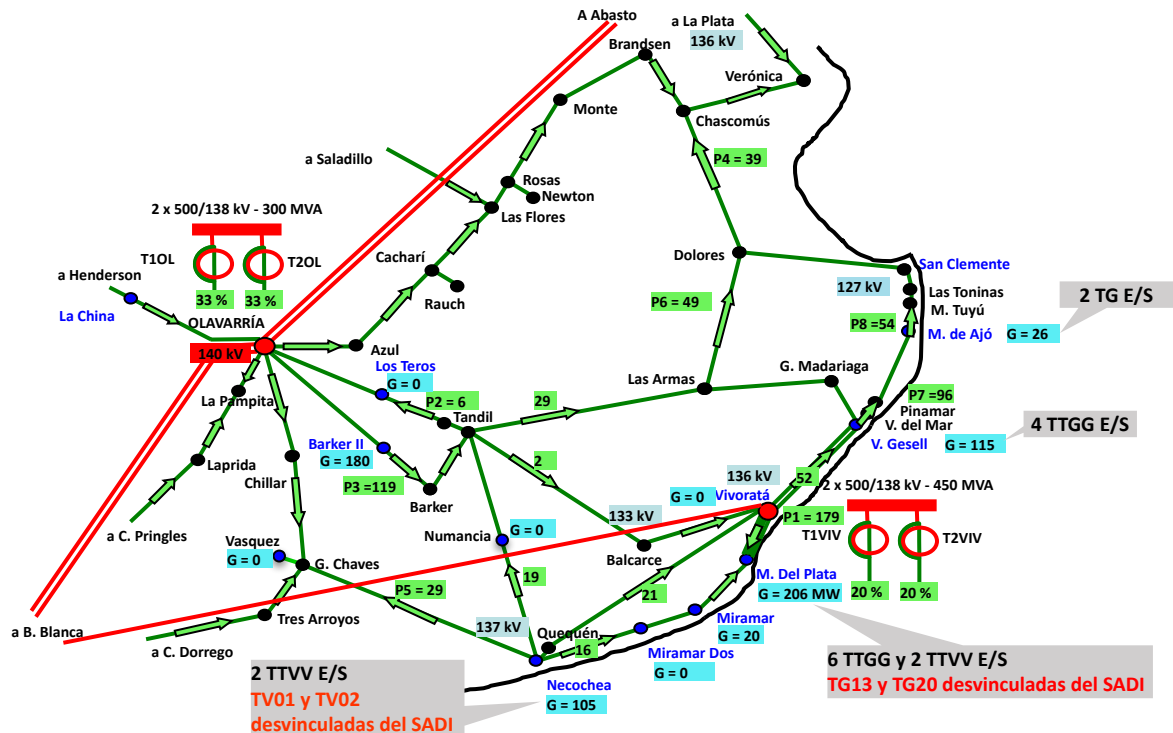 A Abasto
a La Plata
136 kV
Brandsen
Verónica
Monte
Chascomús
a Saladillo
P4 = 39
Rosas
Newton
Las Flores
2 x 500/138 kV - 300 MVA
T1OL
T2OL
33 %
33 %
a Henderson
La China
OLAVARRÍA
140 kV
Cacharí
Rauch
Azul
Dolores
San Clemente
127 kV
Las Toninas
M. Tuyú
P8 =54
M. de Ajó
G = 26
2 TG E/S
P6 = 49
Los Teros
G = 0
La Pampita
P2 = 6
Tandil
29
Las Armas
G. Madariaga
P7 =96
Pinamar
V. del Mar
V. Gesell
G = 115
4 TTGG E/S
Barker II
G = 180
P3 =119
Barker
Laprida
Chillar
2
136 kV
52
2 x 500/138 kV - 450 MVA
G = 0
Vivoratá
P1 = 179
T1VIV
T2VIV
20 %
20 %
a C. Pringles
Vasquez
G = 0
G. Chaves
Numancia
G = 0
133 kV
Balcarce
M. Del Plata
G = 206 MW
19
21
P5 = 29
a B. Blanca
Tres Arroyos
a C. Dorrego
137 kV
Quequén
16
Miramar
G = 20
Miramar Dos
G = 0
Necochea
G = 105
2 TTVV E/S
TV01 y TV02
desvinculadas del SADI
6 TTGG y 2 TTVV E/S
TG13 y TG20 desvinculadas del SADI